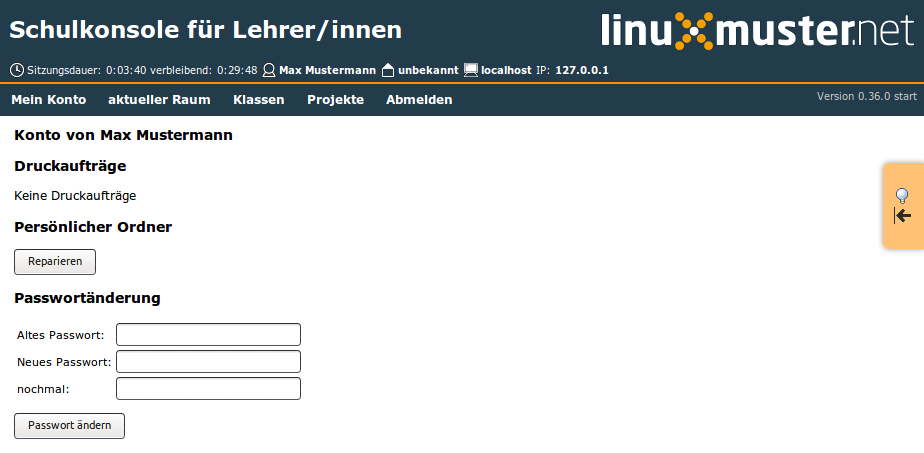 Schulkonsole für Lehrer/innen
linuxmuster.net
Sitzungsdauer: 0:03:40 verbleibend: 0:29:48 Max Mustermann unbekannt localhost IP: 127.0.0.1
Mein Konto aktueller Raum Klassen Projekte Abmelden Version 0.36.0 start
Konto von Max Mustermann
Druckaufträge
Keine Druckaufträge
Persönlicher Ordner
Reparieren
Passwortänderung
Altes Passwort:
Neues Passwort:
nochmal:
Passwort ändern